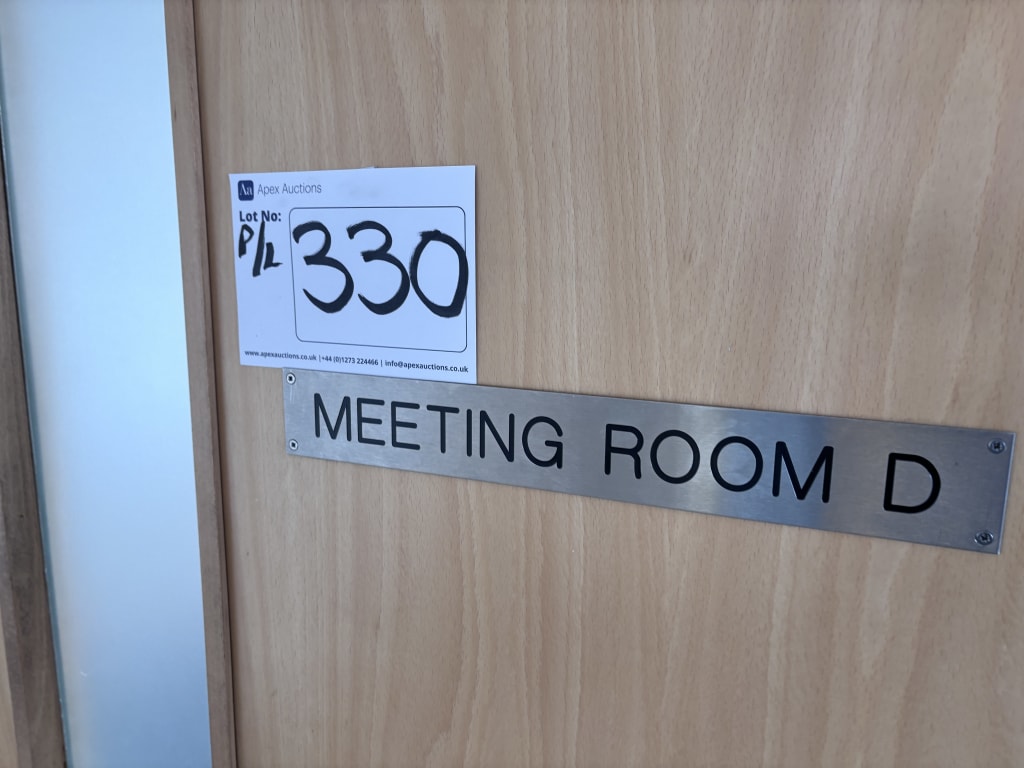 Aa Apex Auctions
Lot No:
P/L 330
www.apexauctions.co.uk | +44 (0)1273 224466 | info@apexauctions.co.uk
MEETING ROOM D